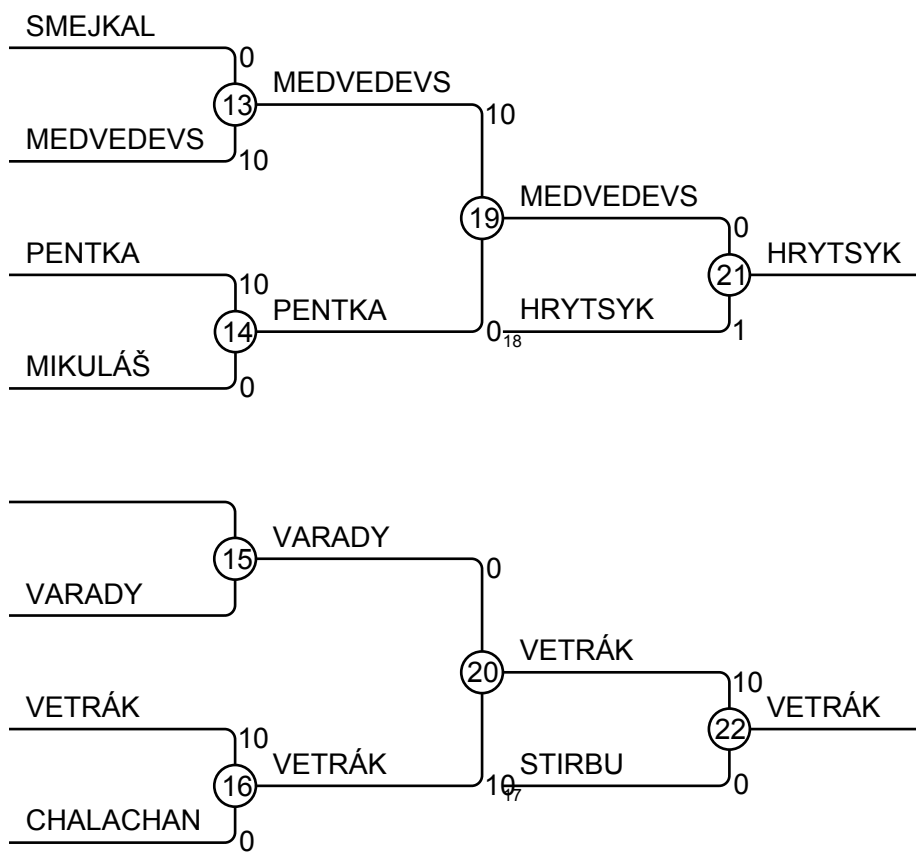 SMEJKAL
0
13 MEDVEDEVS
10
MEDVEDEVS
10
19 MEDVEDEVS
0
PENTKA
10
21 HRYTSYK
14 PENTKA
0
18 HRYTSYK
1
MIKULÁŠ
0
15 VARADY
0
VARADY
20 VETRÁK
10
VETRÁK
10
22 VETRÁK
16 VETRÁK
10
17 STIRBU
0
CHALACHAN
0